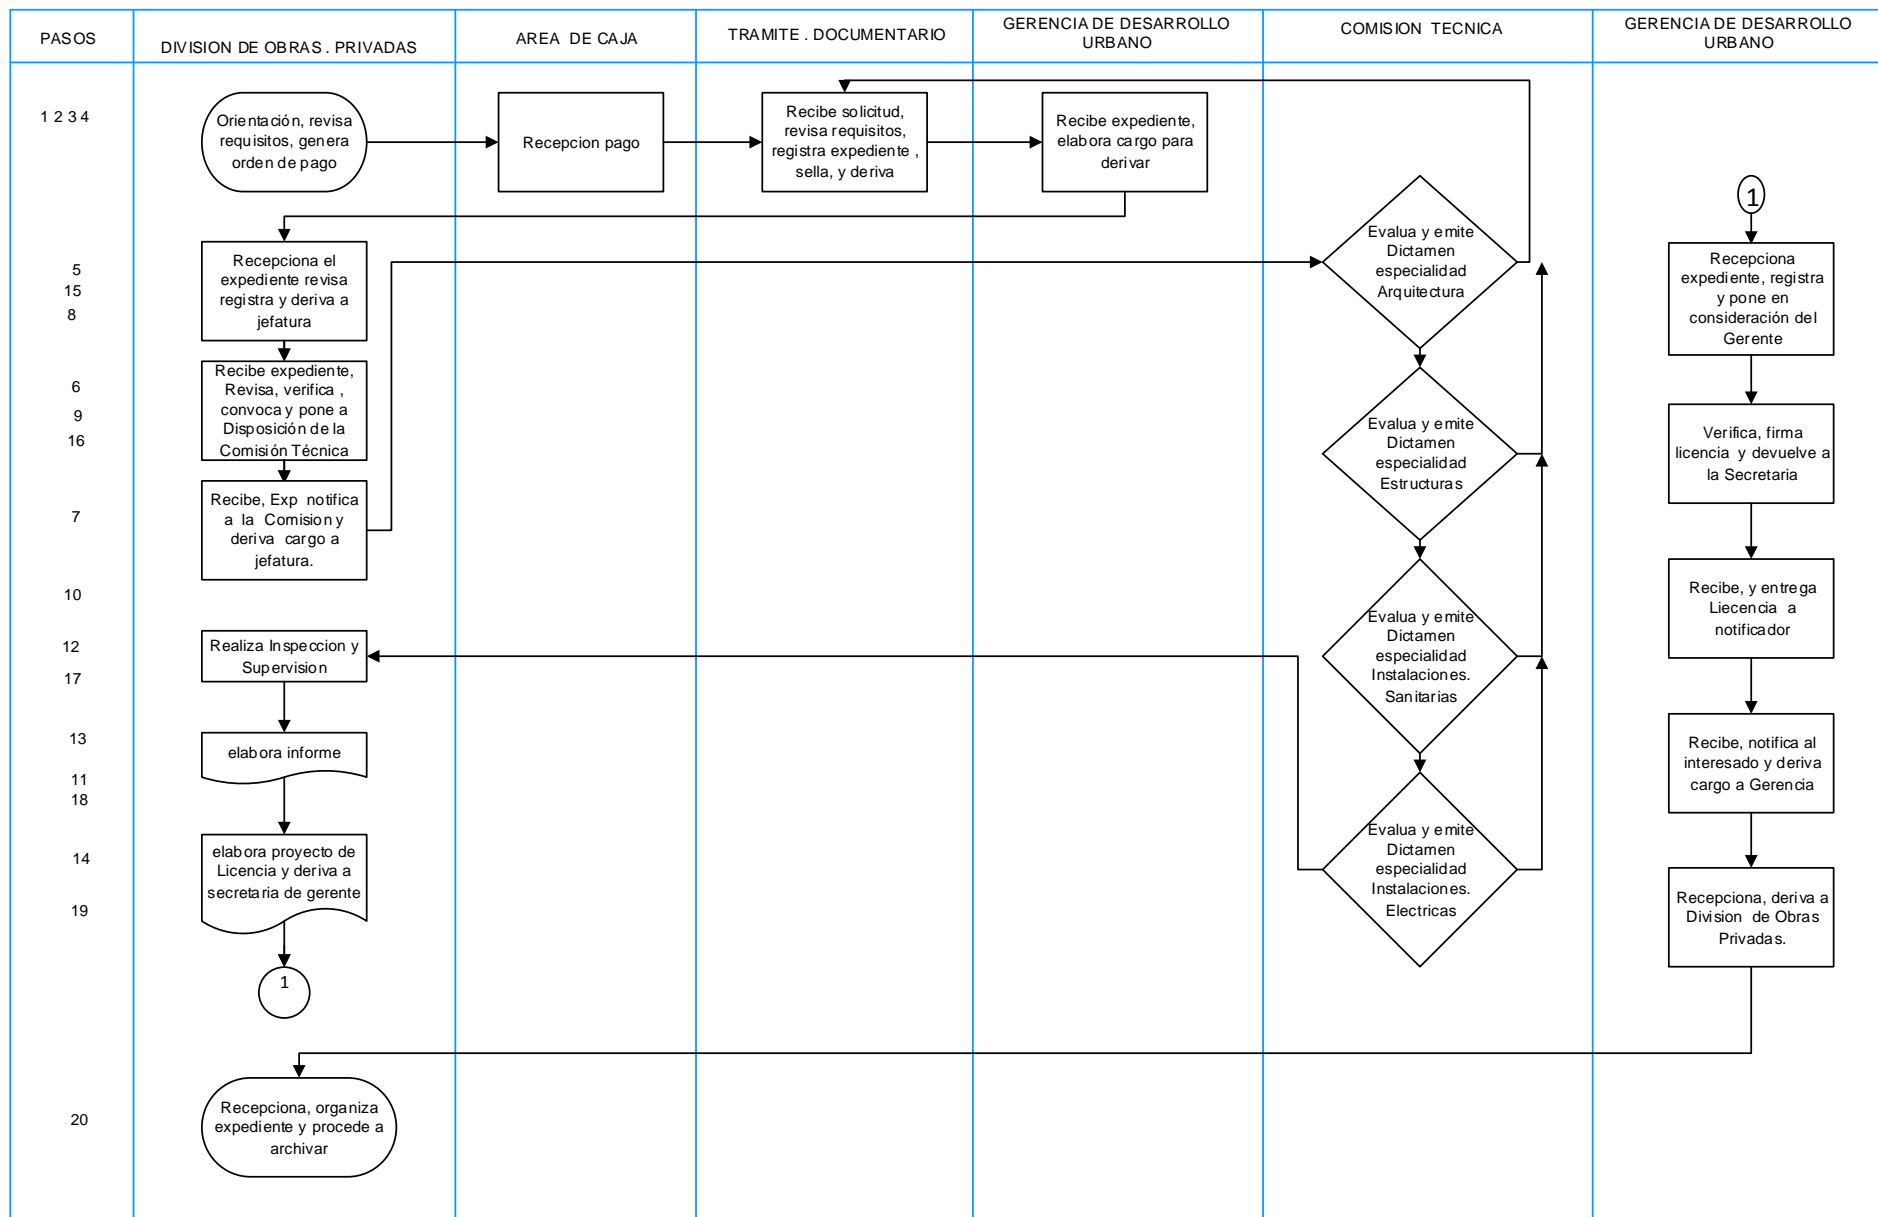 PASOS
DIVISION DE OBRAS . PRIVADAS
AREA DE CAJA
TRAMITE . DOCUMENTARIO
GERENCIA DE DESARROLLO
URBANO
COMISION TECNICA
GERENCIA DE DESARROLLO
URBANO
1 2 3 4
Orientación, revisa
requisitos, genera
orden de pago
Recepcion pago
Recibe solicitud,
revisa requisitos,
registra expediente ,
sella, y deriva
Recibe expediente,
elabora cargo para
derivar
5
15
8
Recepciona el
expediente revisa
registra y deriva a
jefatura
Evalua y emite
Dictamen
especialidad
Arquitectura
1
Recepciona
expediente, registra
y pone en
consideración del
Gerente
6
9
16
Recibe expediente,
Revisa, verifica ,
convoca y pone a
Disposición de la
Comisión Técnica
Evalua y emite
Dictamen
especialidad
Estructuras
Verifica, firma
licencia y devuelve a
la Secretaria
7
Recibe, Exp notifica
a la Comision y
deriva cargo a
jefatura.
10
12
17
Realiza Inspeccion y
Supervision
Evalua y emite
Dictamen
especialidad
Instalaciones.
Sanitarias
Recibe, y entrega
Liecencia a
notificador
13
11
18
elabora informe
Recibe, notifica al
interesado y deriva
cargo a Gerencia
14
19
elabora proyecto de
Licencia y deriva a
secretaria de gerente
Evalua y emite
Dictamen
especialidad
Instalaciones.
Electricas
Recepciona, deriva a
Division de Obras
Privadas.
1
20
Recepciona, organiza
expediente y procede a
archivar